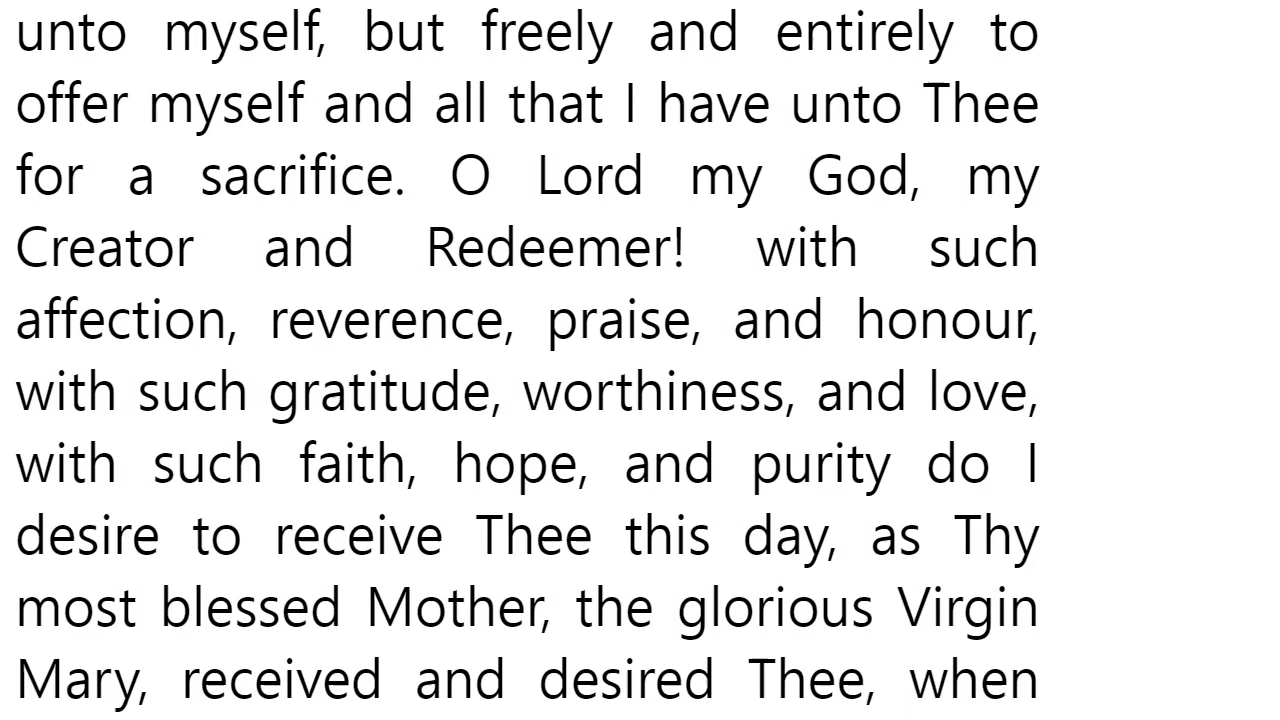 unto myself, but freely and entirely to
offer myself and all that I have unto Thee
for a sacrifice. O Lord my God, my
Creator and Redeemer! with such
affection, reverence, praise, and honour,
with such gratitude, worthiness, and love,
with such faith, hope, and purity do I
desire to receive Thee this day, as Thy
most blessed Mother, the glorious Virgin
Mary, received and desired Thee, when